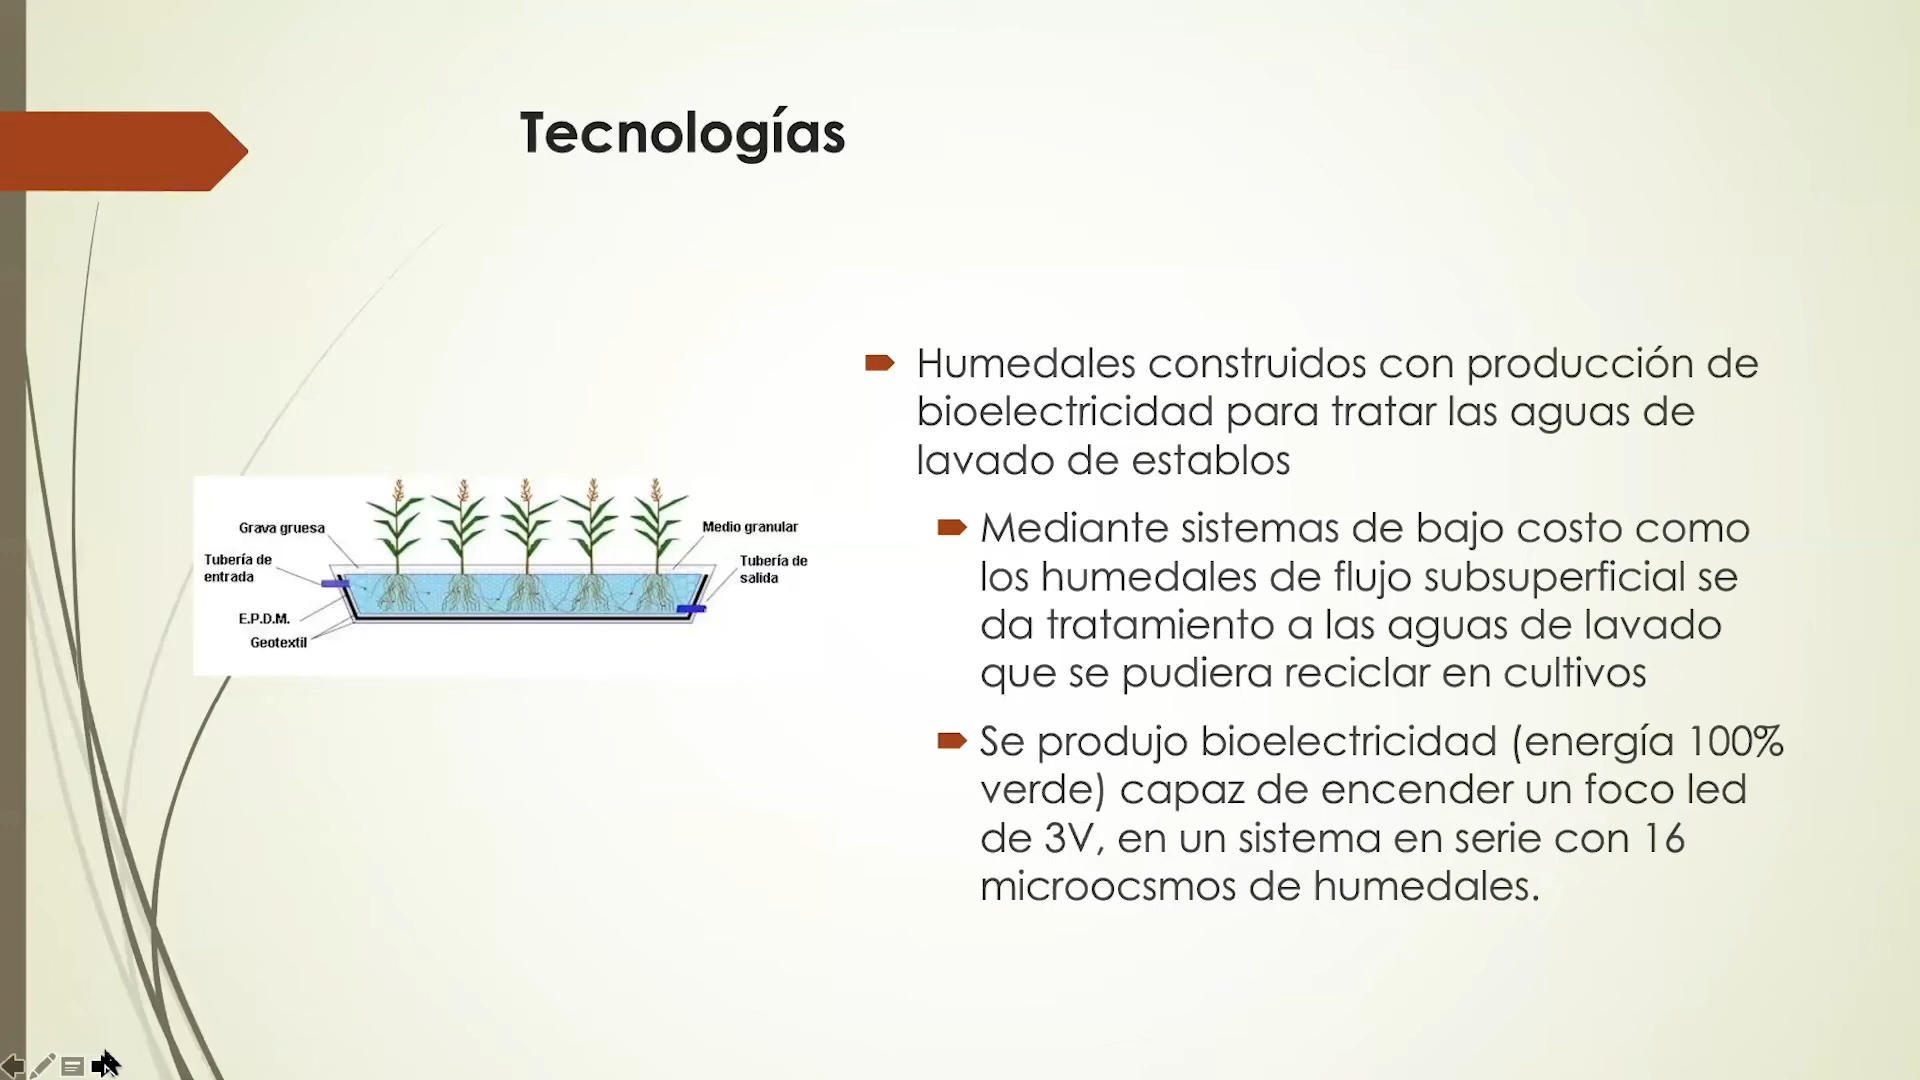 Tecnologías
Grava gruesa
Medio granular
Tubería de
entrada
Tubería de
salida
E.P.D.M.
Geotextil
Humedales construidos con producción de
bioelectricidad para tratar las aguas de
lavado de establos
Mediante sistemas de bajo costo como
los humedales de flujo subsuperficial se
da tratamiento a las aguas de lavado
que se pudiera reciclar en cultivos
Se produjo bioelectricidad (energía 100%
verde) capaz de encender un foco led
de 3V, en un sistema en serie con 16
microocsmos de humedales.